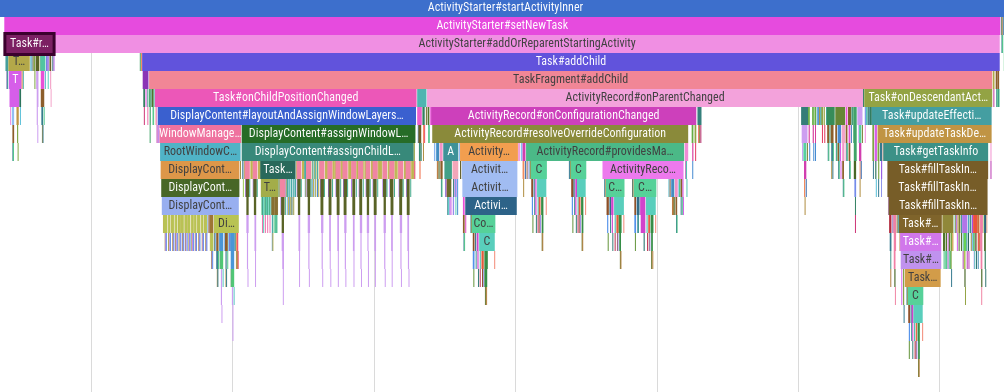 ActivityStarter#startActivityInner
ActivityStarter#setNewTask
Task#r... ActivityStarter#addOrReparentStartingActivity
T... Task#addChild
T TaskFragment#addChild
Task#onChildPositionChanged ActivityRecord#onParentChanged Task#onDescendantAct...
DisplayContent#layoutAndAssignWindowLayers... ActivityRecord#onConfigurationChanged Task#updateEffecti...
WindowManage... DisplayContent#assignWindowL... ActivityRecord#resolveOverrideConfiguration Task#updateTaskDe...
RootWindowC... DisplayContent#assignChildL... A Activity... ActivityRecord#providesMa... Task#getTaskInfo
DisplayCont... Task... Activit... C C ActivityReco... Task#fillTaskIn...
DisplayCont... T... Activit... C... C... Task#fillTaskIn...
DisplayCont... Activi... Task#fillTaskIn...
Di... Co... Task#...
C Task#...
Task#...
Task...
C